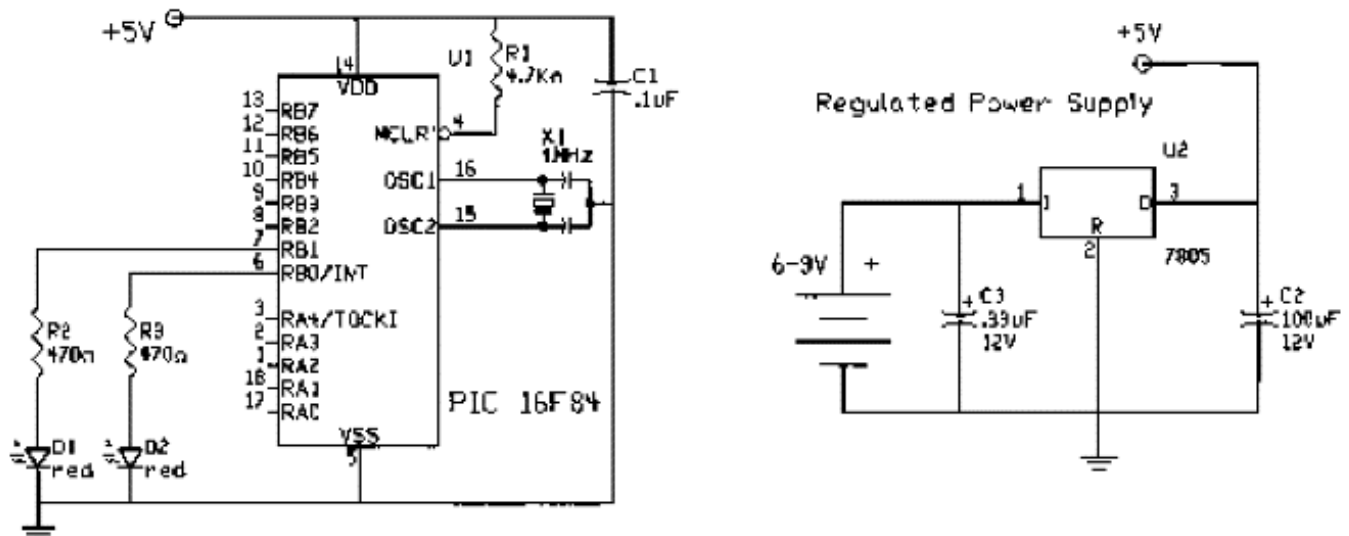 +5V
14
VDD
U1
R1
4.7KΩ
C1
.1uF
13
RB7
12
RB6
11
RB5
10
RB4
9
RB3
8
RB2
7
RB1
6
RB0/INT
3
RA4/TOCKI
2
RA3
1
RA2
18
RA1
17
RA0
MCLR
4
X1
OSC1
16
OSC2
15
VSS
5
PIC 16F84
R2
470Ω
R3
470Ω
D1
red
D2
red
+5V
Regulated Power Supply
U2
1
3
R
2
7805
6-9V
+
+
C3
.33uF
12V
+
C2
100uF
12V